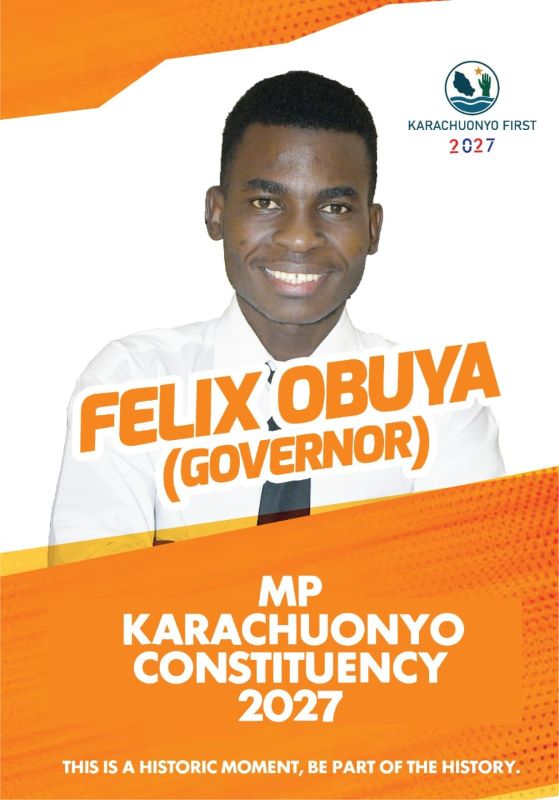 KARACHUONYO FIRST
2027
FELIX OBUYA
(GOVERNOR)
MP
KARACHUONYO
CONSTITUENCY
2027
THIS IS A HISTORIC MOMENT, BE PART OF THE HISTORY.